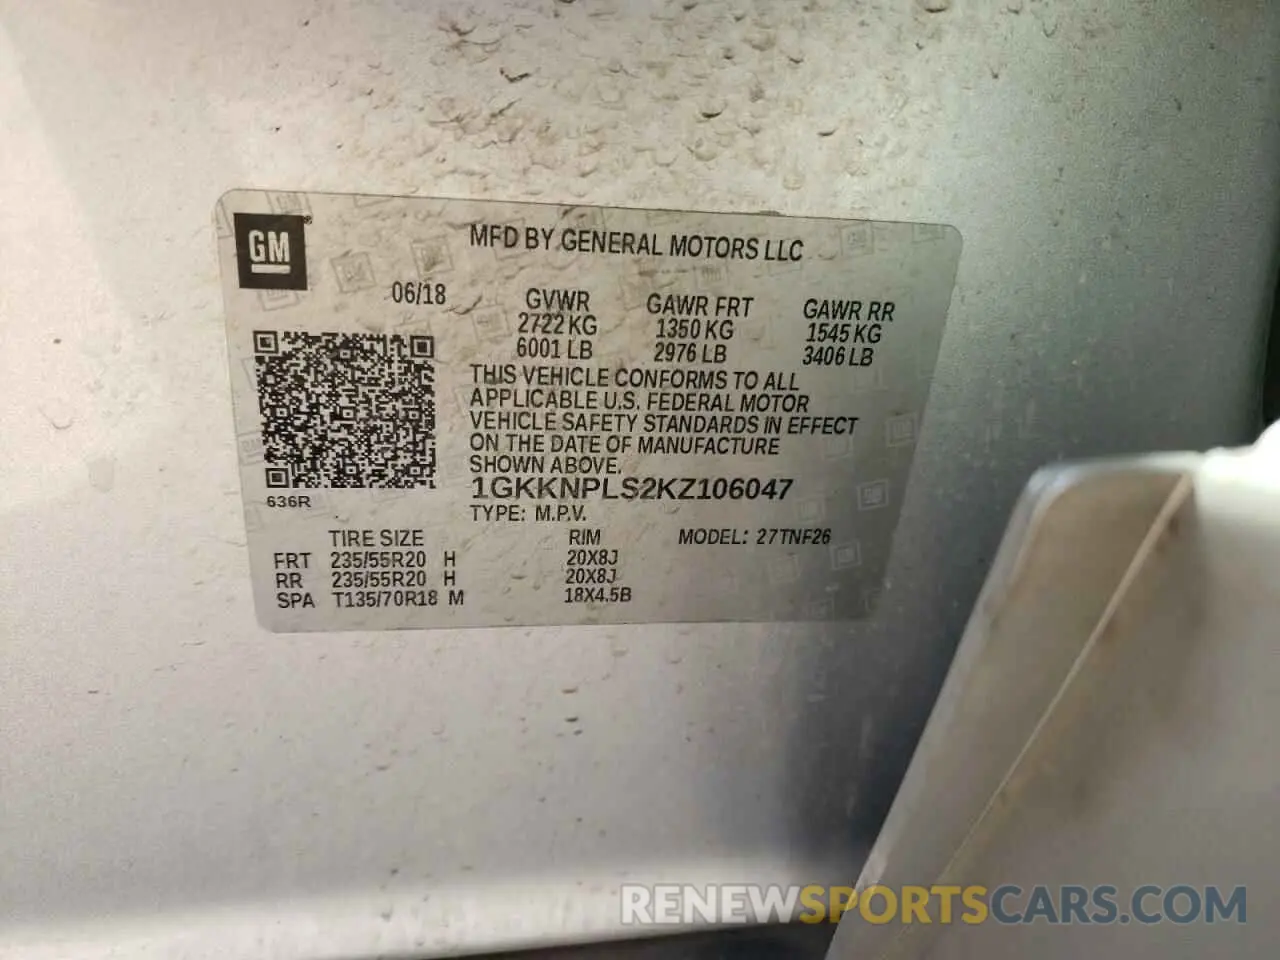 GM
MFD BY GENERAL MOTORS LLC
06/18
GVWR GAWR FRT GAWR RR
2722 KG 1350 KG 1545 KG
6001 LB 2976 LB 3406 LB
THIS VEHICLE CONFORMS TO ALL
APPLICABLE U.S. FEDERAL MOTOR
VEHICLE SAFETY STANDARDS IN EFFECT
ON THE DATE OF MANUFACTURE
SHOWN ABOVE.
636R
1GKKNPLS2KZ106047
TYPE: M.P.V.
TIRE SIZE RIM MODEL: 27TNF26
FRT 235/55R20 H 20X8J
RR 235/55R20 H 20X8J
SPA T135/70R18 M 18X4.5B
RENEWSPORTSCARS.COM